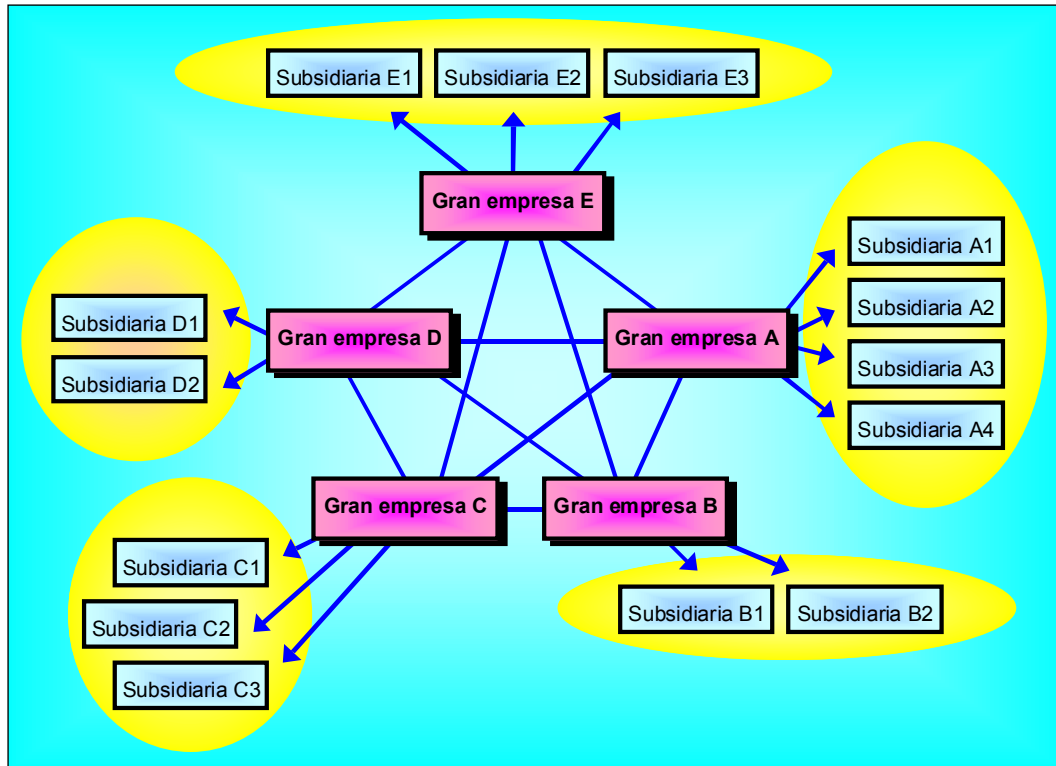 Subsidiaria E1
Subsidiaria E2
Subsidiaria E3
Gran empresa E
Subsidiaria A1
Subsidiaria A2
Subsidiaria A3
Subsidiaria A4
Subsidiaria D1
Subsidiaria D2
Gran empresa D
Gran empresa A
Gran empresa C
Gran empresa B
Subsidiaria C1
Subsidiaria C2
Subsidiaria C3
Subsidiaria B1
Subsidiaria B2